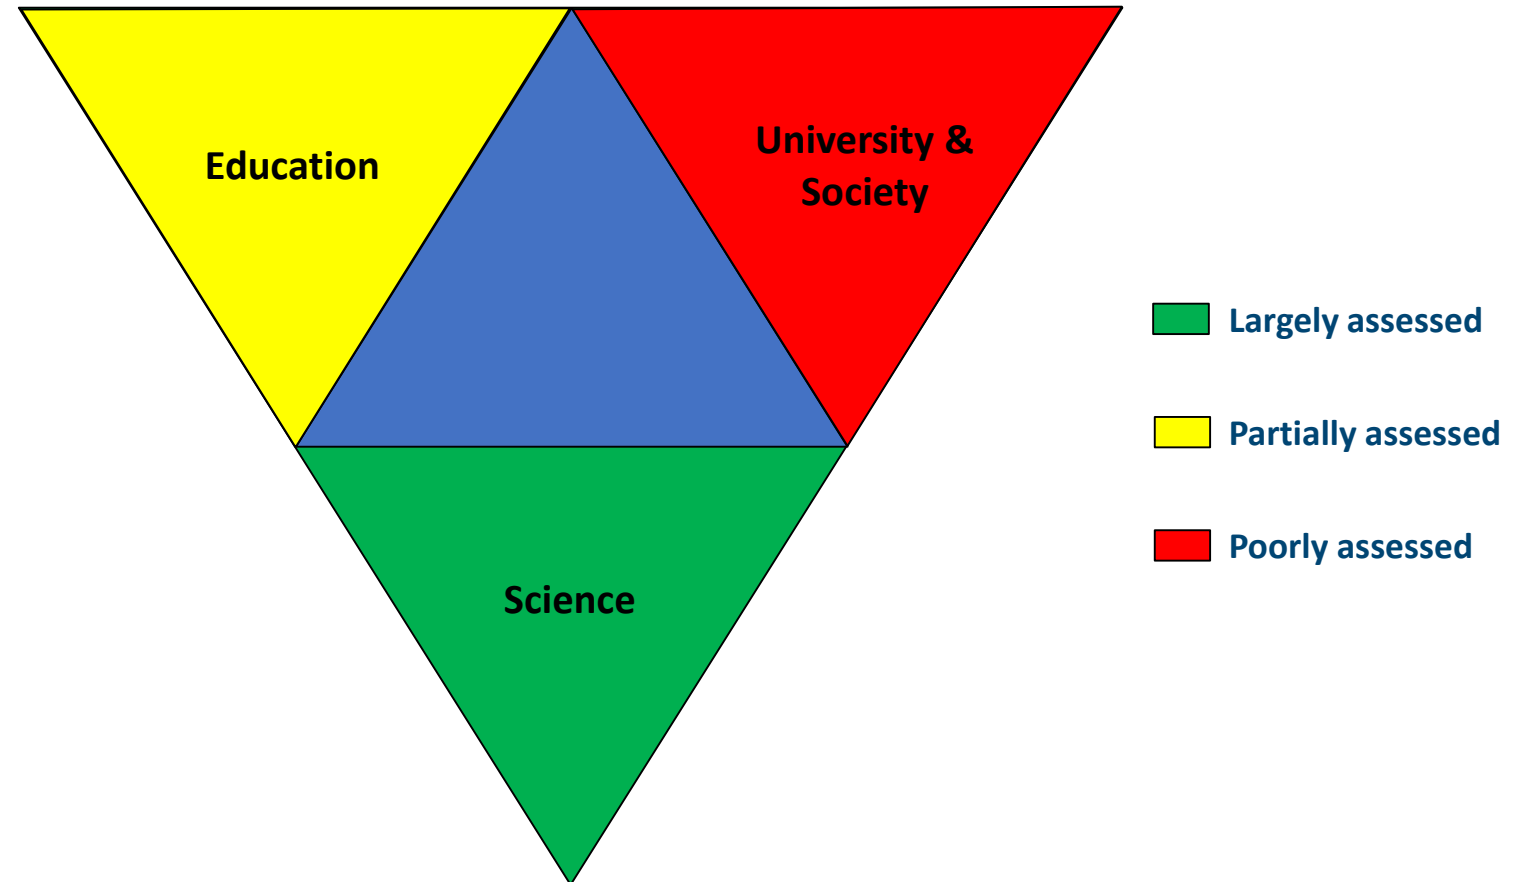 Education
University &
Society
Science
Largely assessed
Partially assessed
Poorly assessed